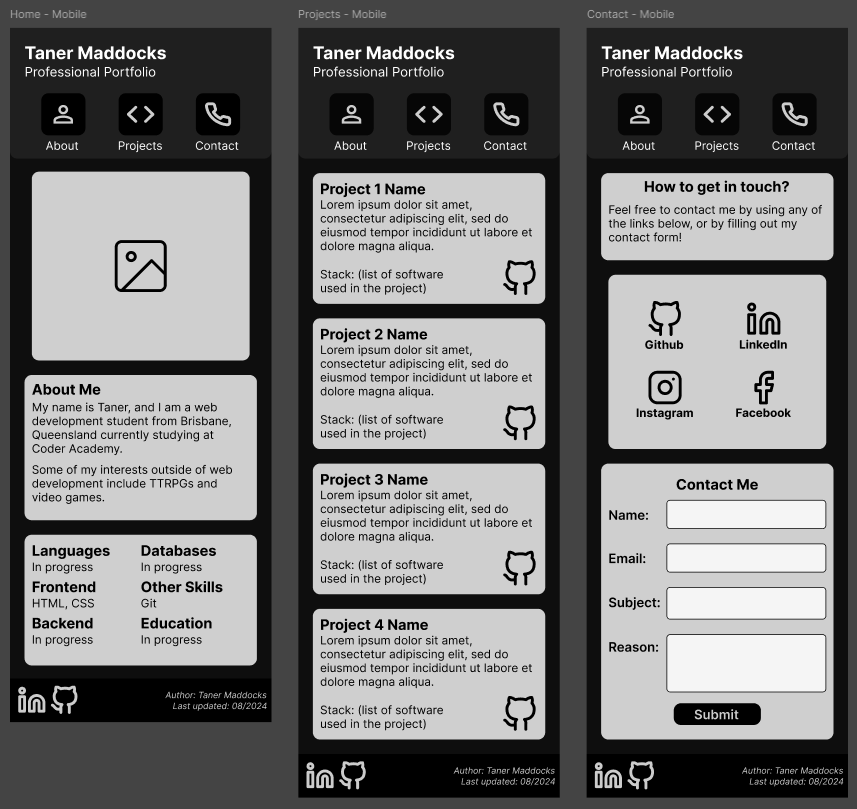 Home - Mobile
Taner Maddocks
Professional Portfolio
About
Projects
Contact
About Me
My name is Taner, and I am a web
development student from Brisbane,
Queensland currently studying at
Coder Academy.
Some of my interests outside of web
development include TTRPGs and
video games.
Languages
In progress
Databases
In progress
Frontend
HTML, CSS
Other Skills
Git
Backend
In progress
Education
In progress
Author: Taner Maddocks
Last updated: 08/2024
Projects - Mobile
Taner Maddocks
Professional Portfolio
About
Projects
Contact
Project 1 Name
Lorem ipsum dolor sit amet,
consectetur adipiscing elit, sed do
eiusmod tempor incididunt ut labore et
dolore magna aliqua.
Stack: (list of software
used in the project)
Project 2 Name
Lorem ipsum dolor sit amet,
consectetur adipiscing elit, sed do
eiusmod tempor incididunt ut labore et
dolore magna aliqua.
Stack: (list of software
used in the project)
Project 3 Name
Lorem ipsum dolor sit amet,
consectetur adipiscing elit, sed do
eiusmod tempor incididunt ut labore et
dolore magna aliqua.
Stack: (list of software
used in the project)
Project 4 Name
Lorem ipsum dolor sit amet,
consectetur adipiscing elit, sed do
eiusmod tempor incididunt ut labore et
dolore magna aliqua.
Stack: (list of software
used in the project)
Author: Taner Maddocks
Last updated: 08/2024
Contact - Mobile
Taner Maddocks
Professional Portfolio
About
Projects
Contact
How to get in touch?
Feel free to contact me by using any of
the links below, or by filling out my
contact form!
Github
LinkedIn
Instagram
Facebook
Contact Me
Name:
Email:
Subject:
Reason:
Submit
Author: Taner Maddocks
Last updated: 08/2024